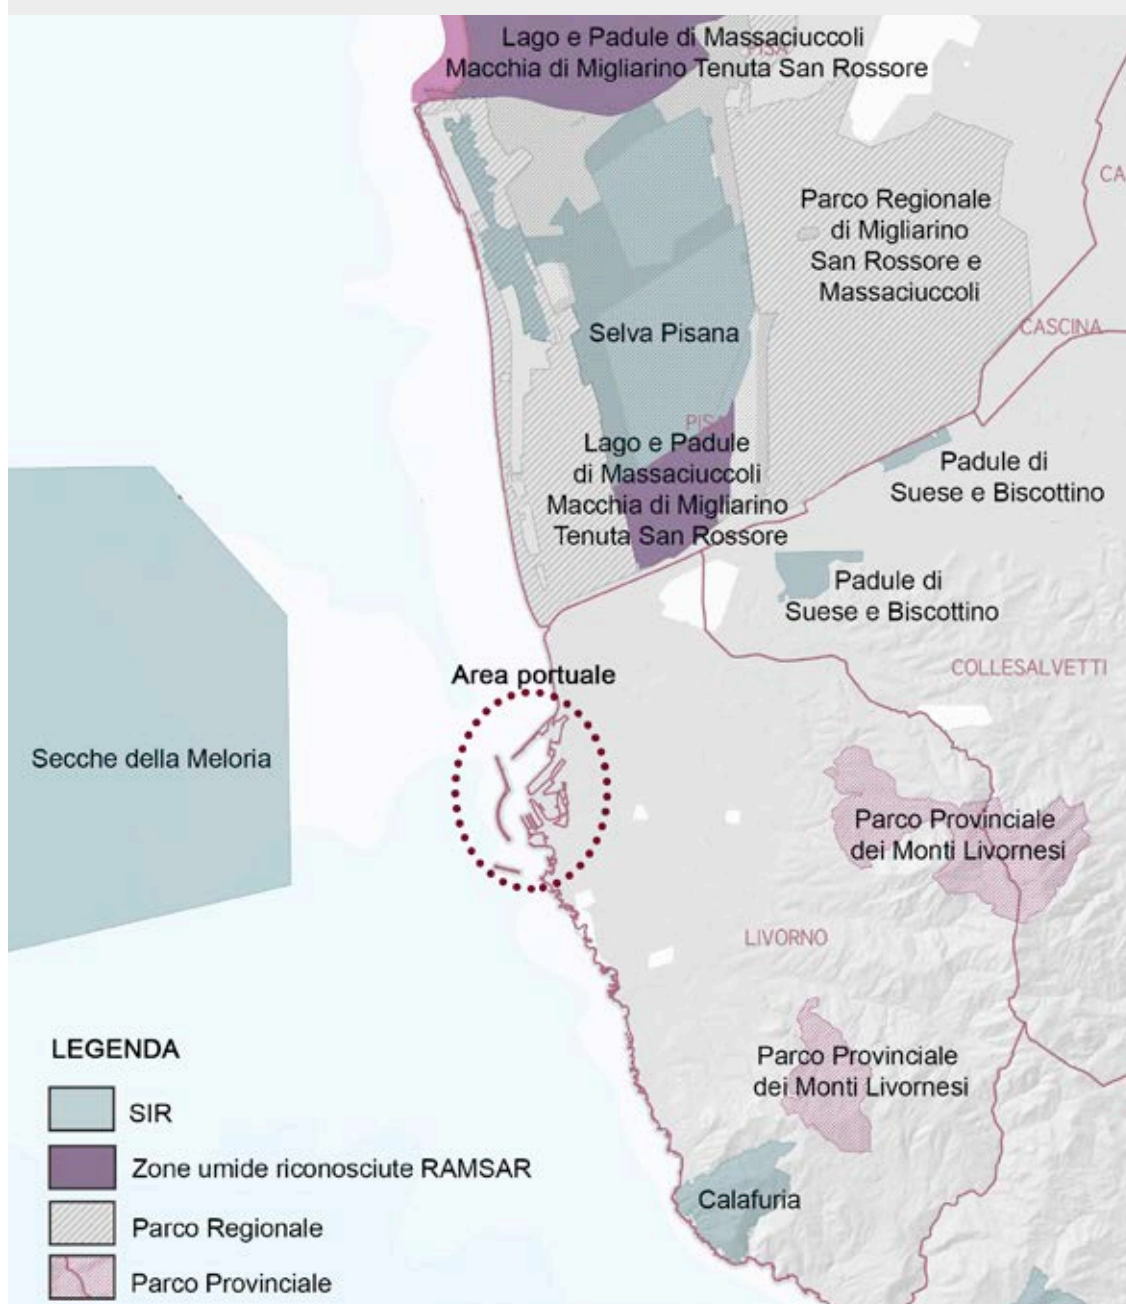 Lago e Padule di Massaciuccoli
Macchia di Migliarino Tenuta San Rossore
PISA
CA
Parco Regionale
di Migliarino
San Rossore e
Massaciuccoli
CASCINA
Selva Pisana
PISA
Lago e Padule
di Massaciuccoli
Macchia di Migliarino
Tenuta San Rossore
Padule di
Suese e Biscottino
Padule di
Suese e Biscottino
COLLESALVETTI
Area portuale
Secche della Meloria
Parco Provinciale
dei Monti Livornesi
LIVORNO
Parco Provinciale
dei Monti Livornesi
Calafuria
LEGENDA
SIR
Zone umide riconosciute RAMSAR
Parco Regionale
Parco Provinciale